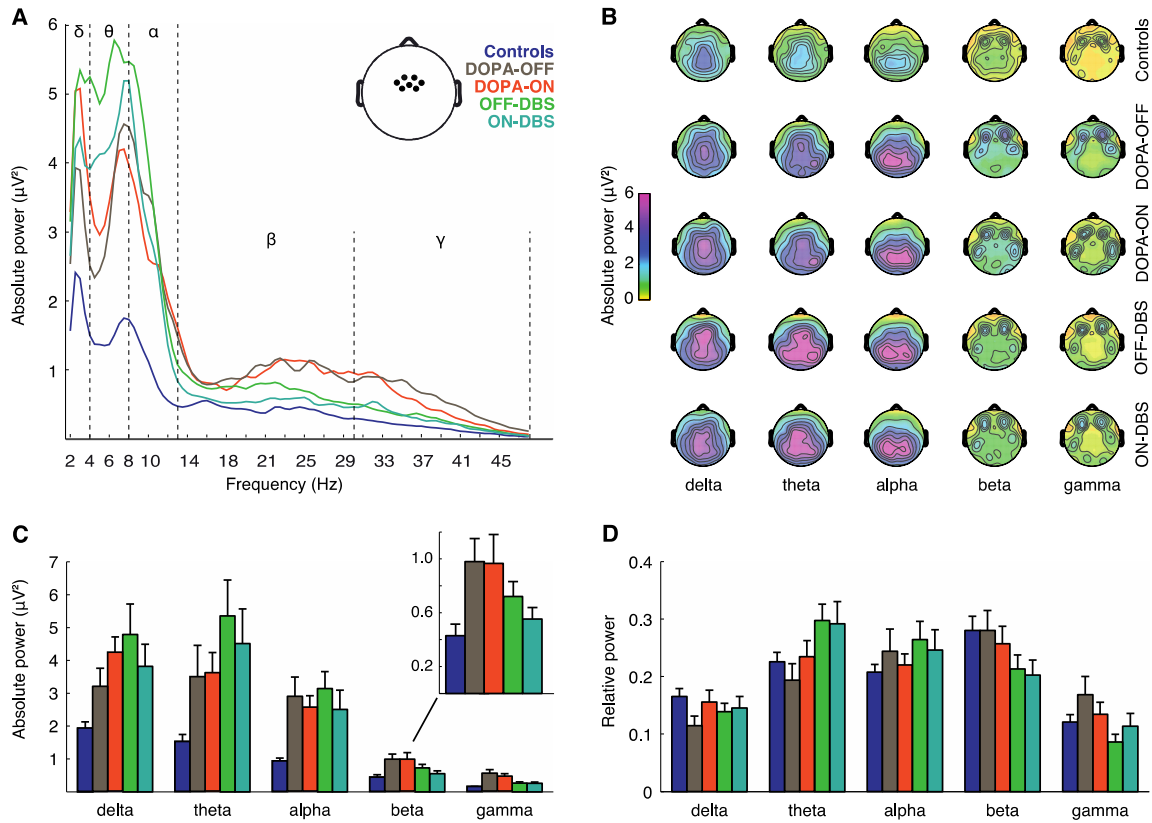 A
Absolute power (µV²)
6
5
4
3
2
1
δ
θ
α
β
γ
Controls
DOPA-OFF
DOPA-ON
OFF-DBS
ON-DBS
2 4 6 8 10 14 18 21 25 29 33 37 41 45
Frequency (Hz)
B
Absolute power (µV²)
6
4
2
0
Controls
DOPA-OFF
DOPA-ON
OFF-DBS
ON-DBS
delta theta alpha beta gamma
C
Absolute power (µV²)
7
6
5
4
3
2
1
1.0
0.6
0.2
delta theta alpha beta gamma
D
Relative power
0.4
0.3
0.2
0.1
0
delta theta alpha beta gamma